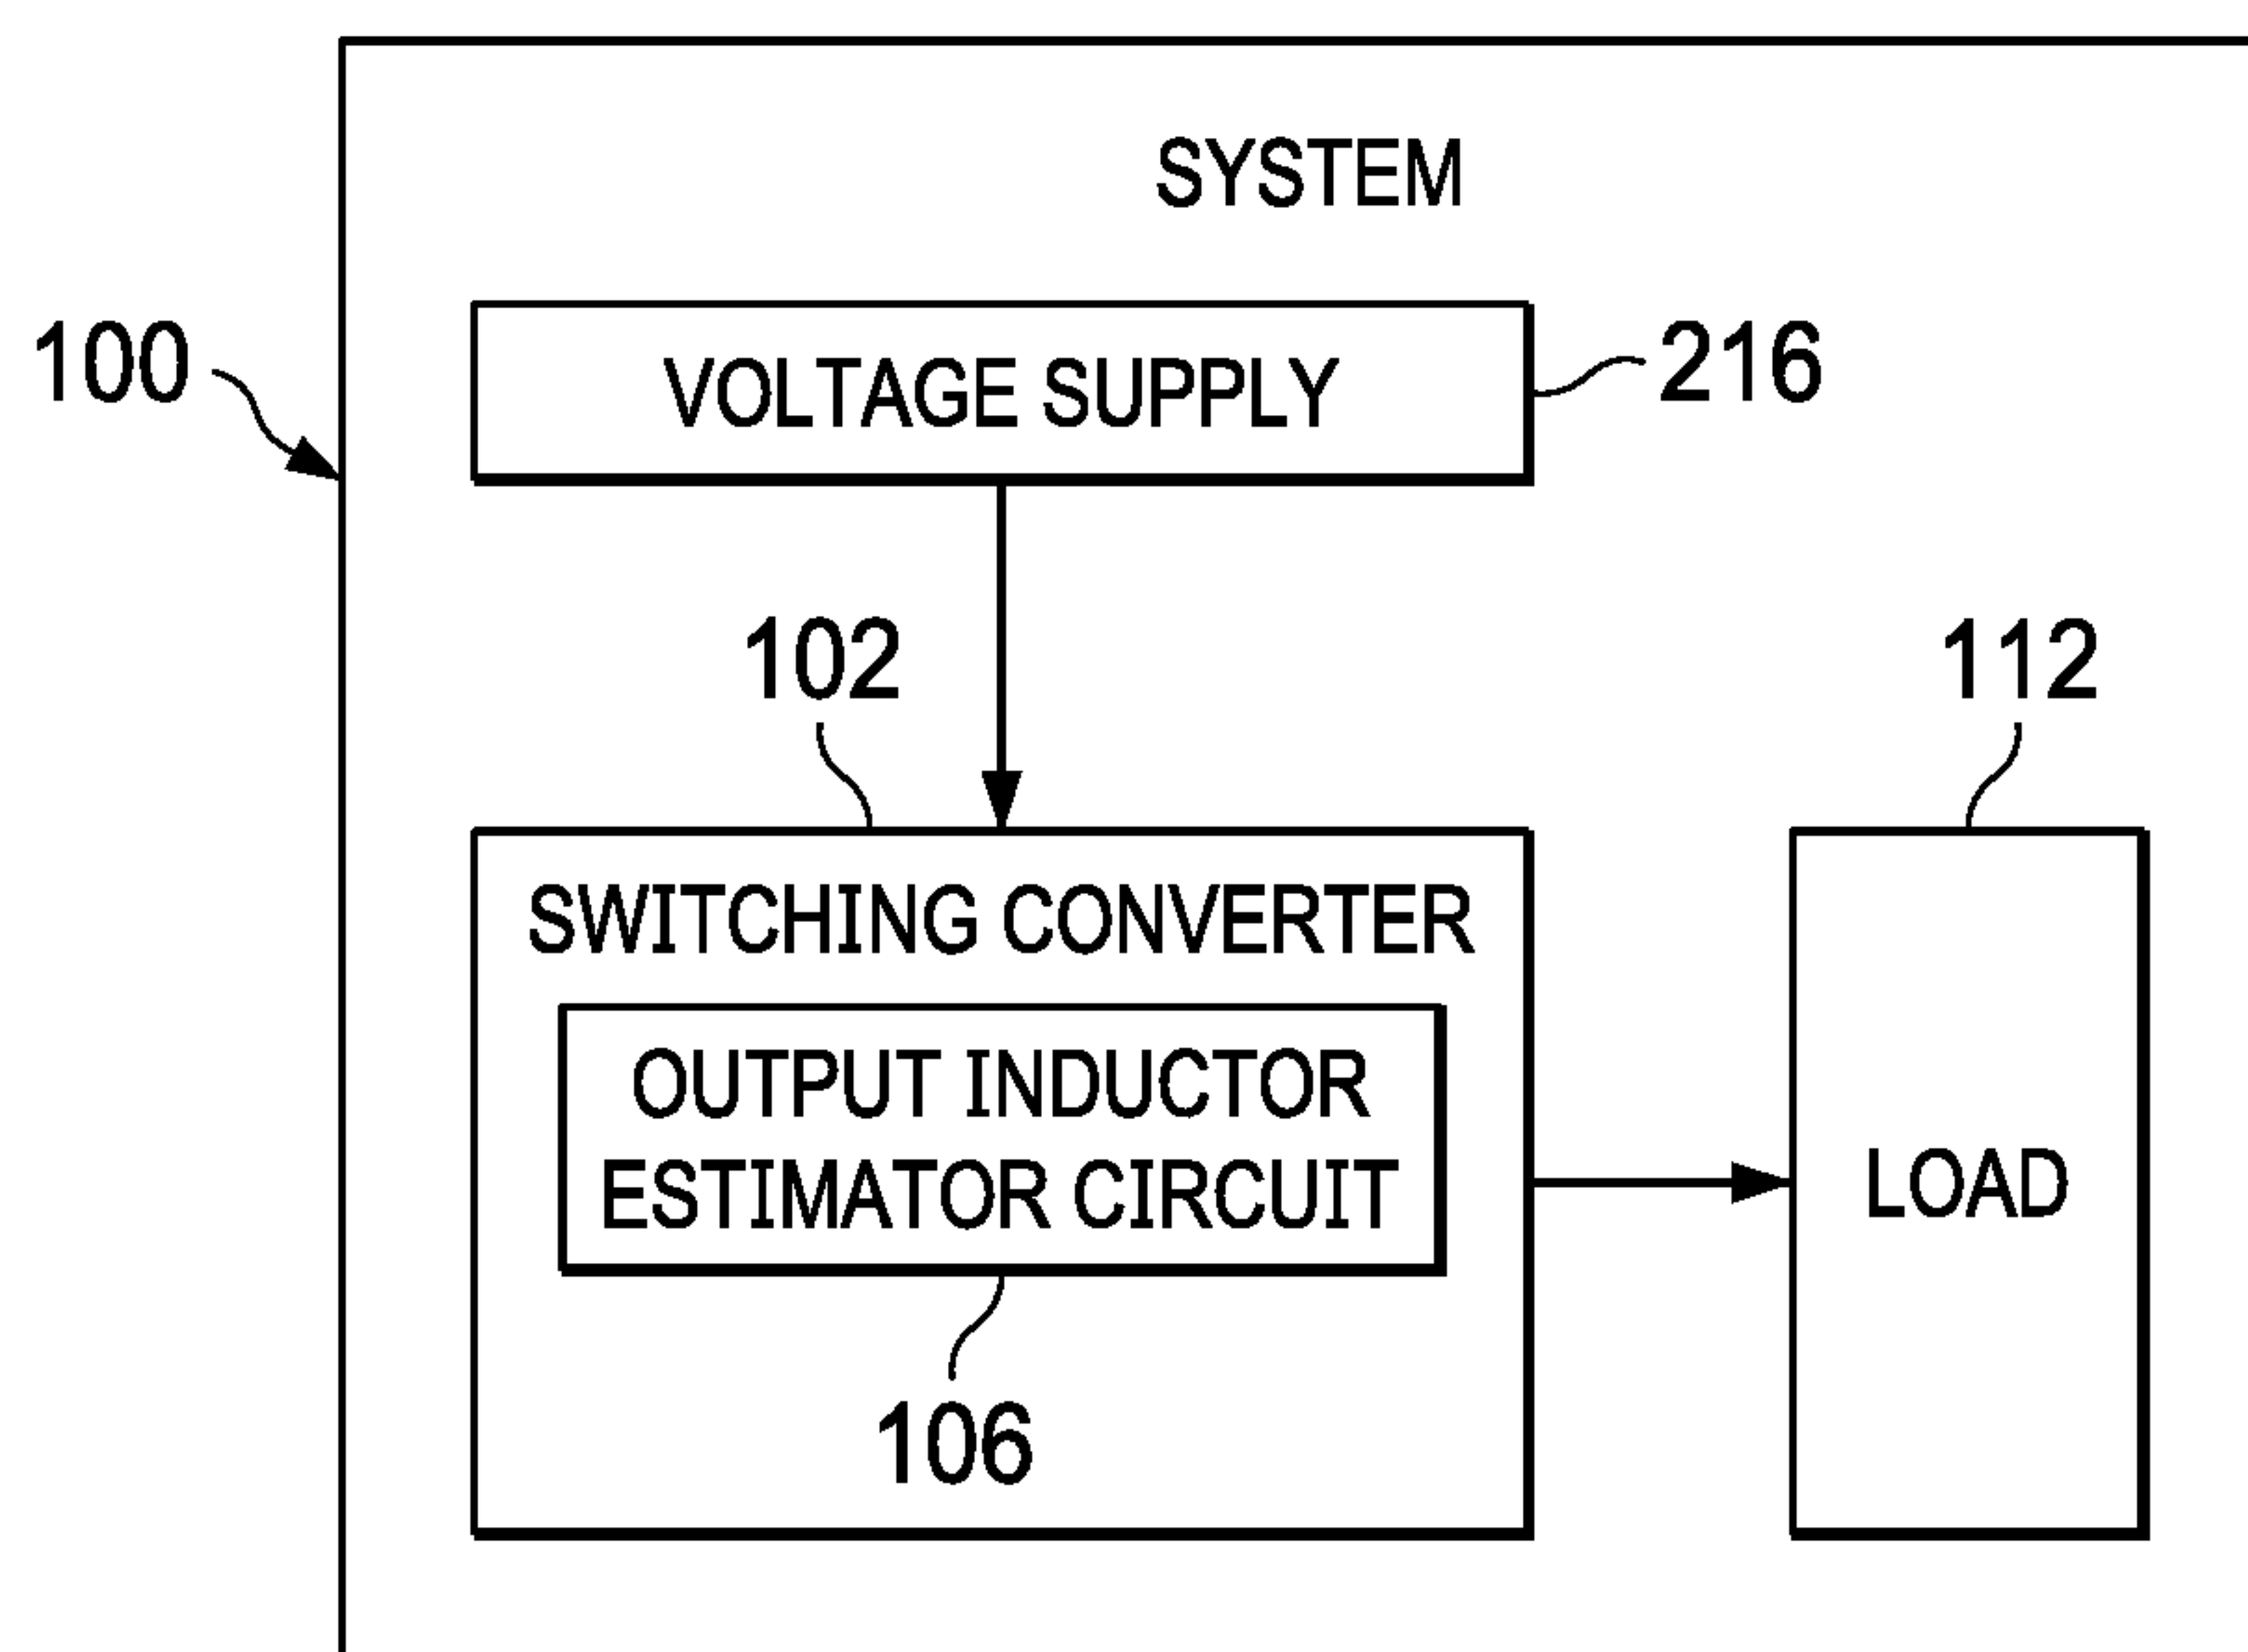 SYSTEM
100
VOLTAGE SUPPLY
216
102
112
SWITCHING CONVERTER
OUTPUT INDUCTOR
ESTIMATOR CIRCUIT
LOAD
106